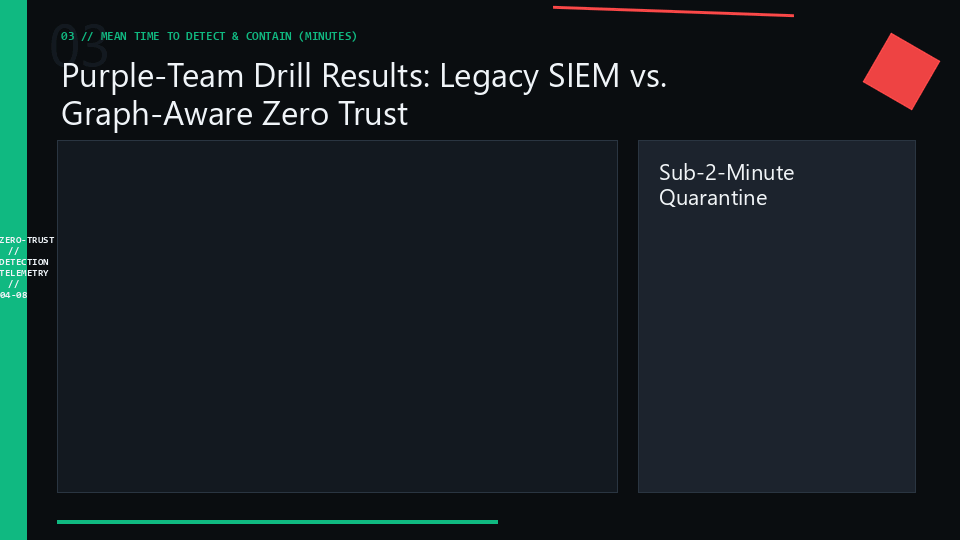 03
03 // MEAN TIME TO DETECT & CONTAIN (MINUTES)
Purple-Team Drill Results: Legacy SIEM vs.
Graph-Aware Zero Trust
Sub-2-Minute
Quarantine
ZERO-TRUST
//
DETECTION
TELEMETRY
//
04-08